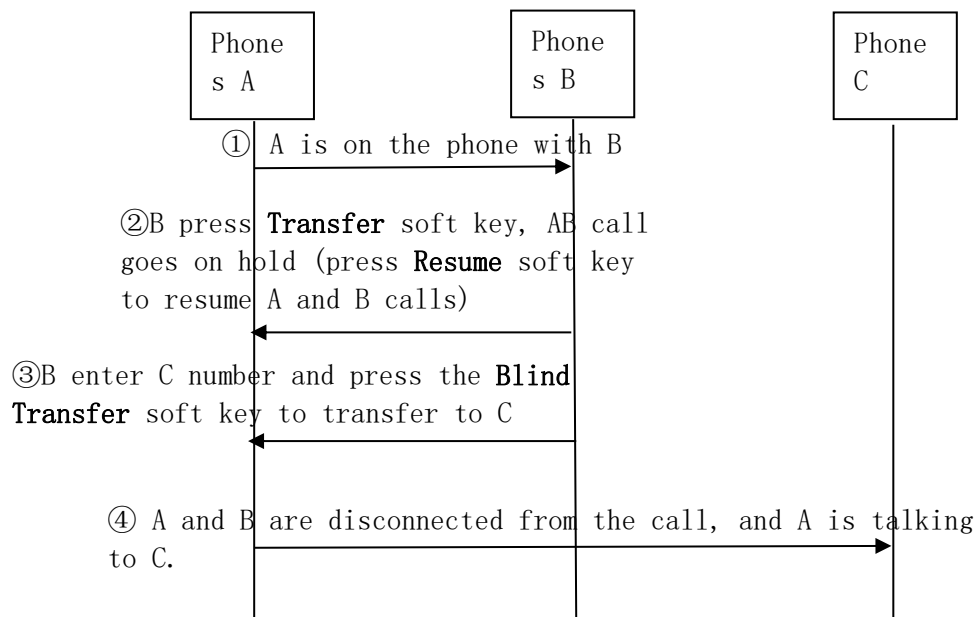 Phone
s A
Phone
s B
Phone
C
① A is on the phone with B
②B press Transfer soft key, AB call
goes on hold (press Resume soft key
to resume A and B calls)
③B enter C number and press the Blind
Transfer soft key to transfer to C
④ A and B are disconnected from the call, and A is talking
to C.